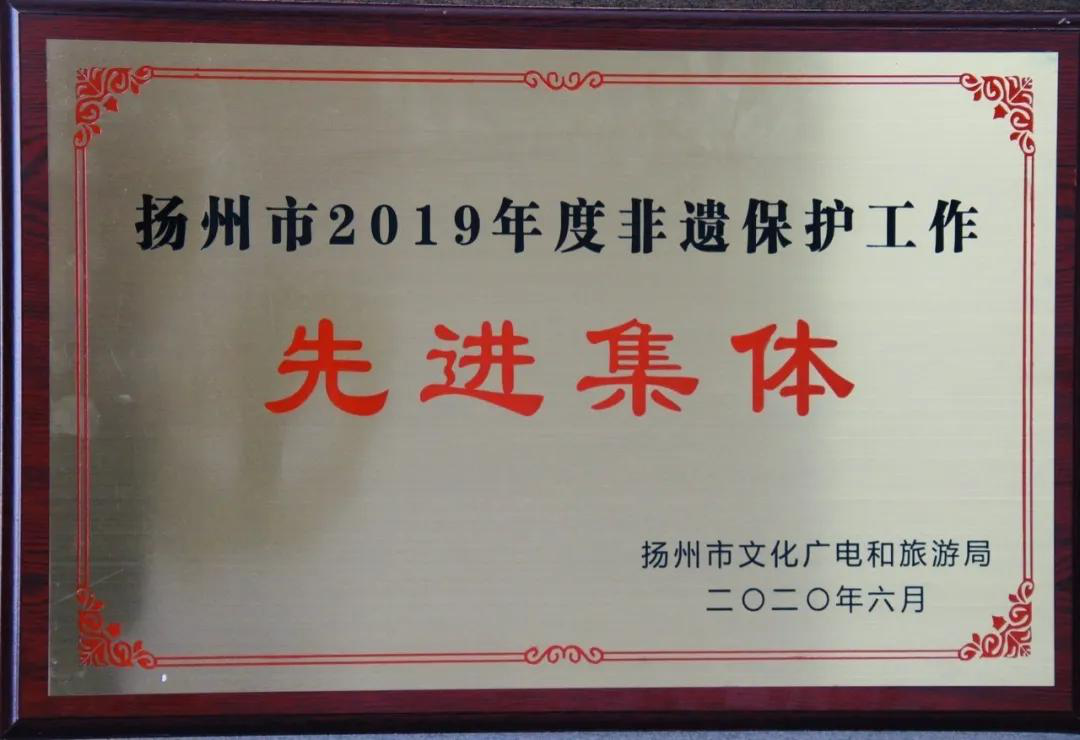 扬州市2019年度非遗保护工作
先进集体
扬州市文化广电和旅游局
二〇二〇年六月